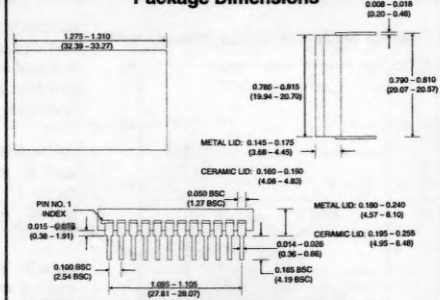 Package Dimensions
0.008 – 0.018
(0.20 – 0.46)
1.275 – 1.310
(32.39 – 33.27)
0.785 – 0.815
(19.94 – 20.70)
0.790 – 0.810
(20.07 – 20.57)
METAL LID: 0.145 – 0.175
(3.68 – 4.45)
CERAMIC LID: 0.160 – 0.190
(4.06 – 4.83)
0.050 BSC
(1.27 BSC)
PIN NO. 1
INDEX
METAL LID: 0.180 – 0.240
(4.57 – 6.10)
0.015 – 0.075
(0.38 – 1.91)
CERAMIC LID: 0.195 – 0.255
(4.95 – 6.48)
0.014 – 0.026
(0.36 – 0.66)
0.100 BSC
(2.54 BSC)
0.165 BSC
(4.19 BSC)
1.095 – 1.105
(27.81 – 28.07)